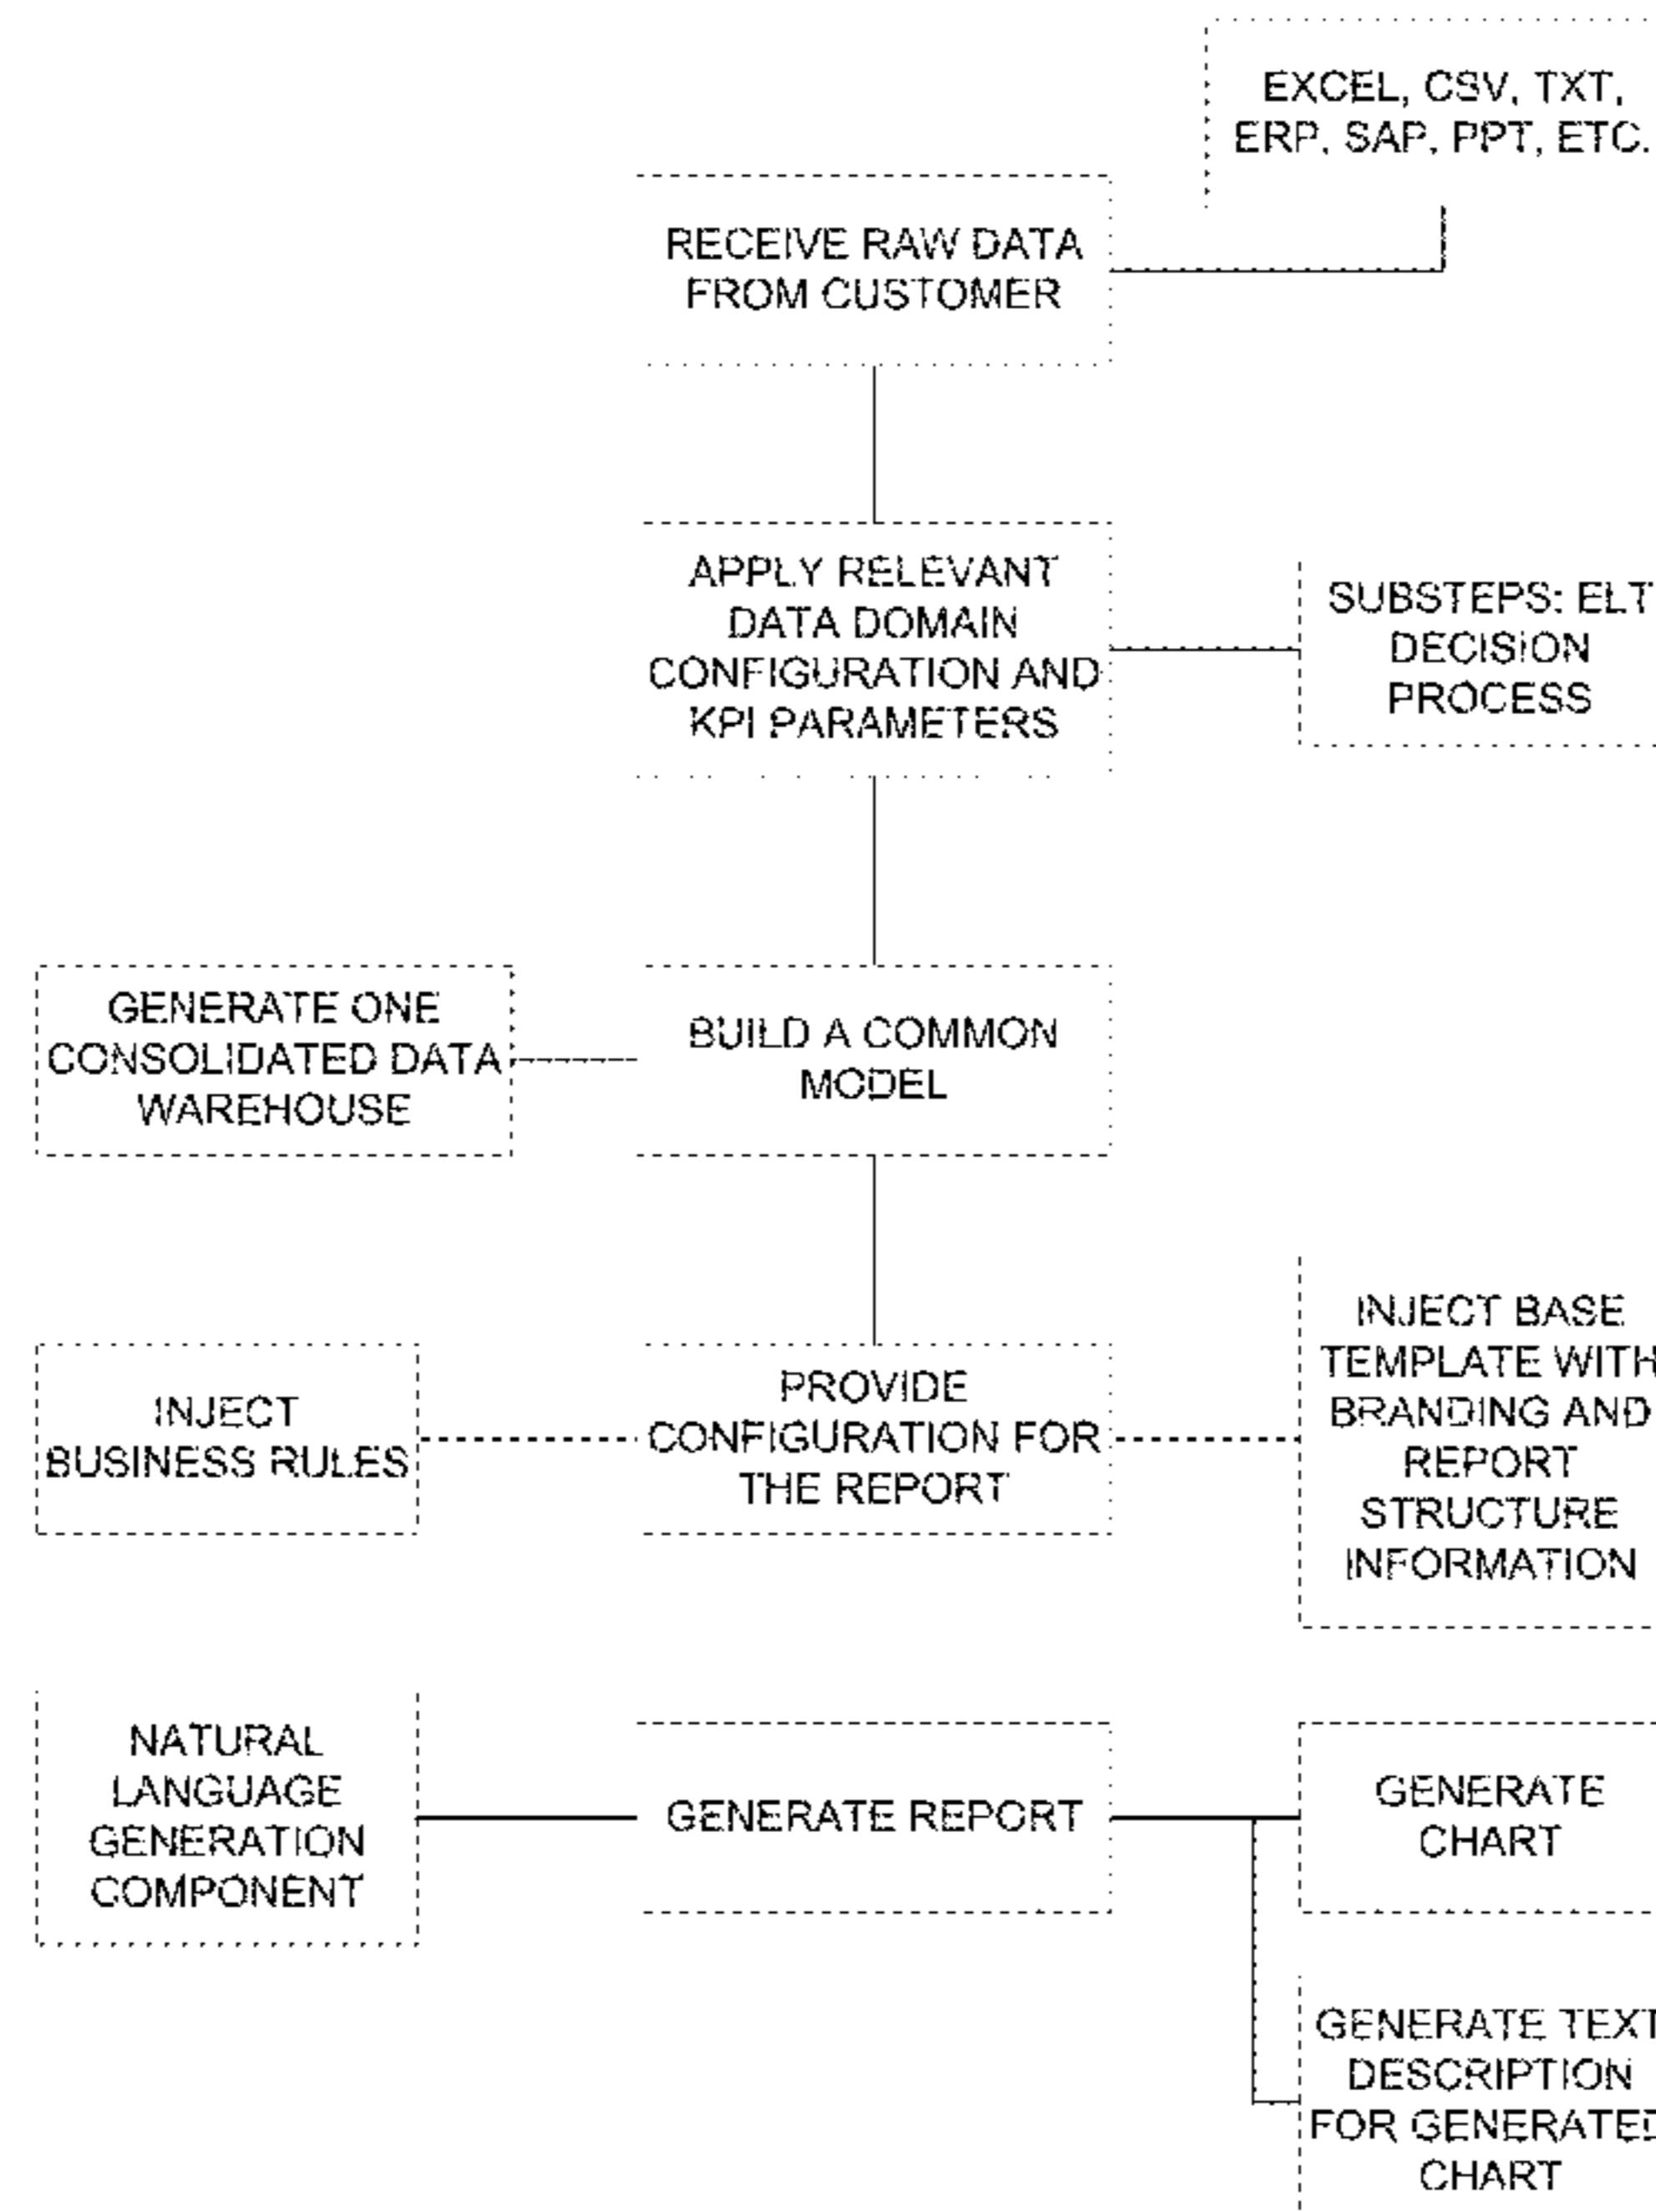 EXCEL, CSV, TXT,
ERP, SAP, PPT, ETC.
RECEIVE RAW DATA
FROM CUSTOMER
APPLY RELEVANT
DATA DOMAIN
CONFIGURATION AND
KPI PARAMETERS
SUBSTEPS: ELT
DECISION
PROCESS
GENERATE ONE
CONSOLIDATED DATA
WAREHOUSE
BUILD A COMMON
MODEL
INJECT
BUSINESS RULES
PROVIDE
CONFIGURATION FOR
THE REPORT
INJECT BASE
TEMPLATE WITH
BRANDING AND
REPORT
STRUCTURE
INFORMATION
NATURAL
LANGUAGE
GENERATION
COMPONENT
GENERATE REPORT
GENERATE
CHART
GENERATE TEXT
DESCRIPTION
FOR GENERATED
CHART